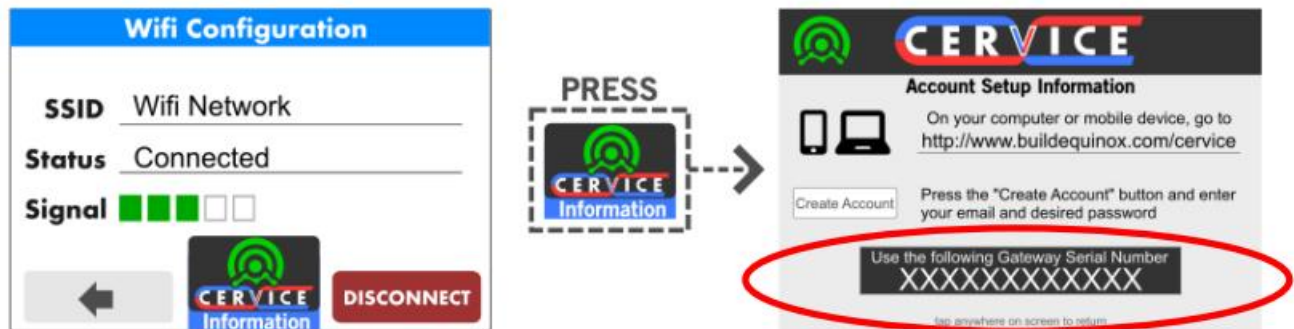 Wifi Configuration
SSID Wifi Network
Status Connected
Signal
CERVICE
Information
DISCONNECT
PRESS
CERVICE
Information
CERVICE
Account Setup Information
On your computer or mobile device, go to
http://www.buildequinox.com/cervice
Create Account
Press the "Create Account" button and enter
your email and desired password
Use the following Gateway Serial Number
XXXXXXXXXXXX
tap anywhere on screen to return